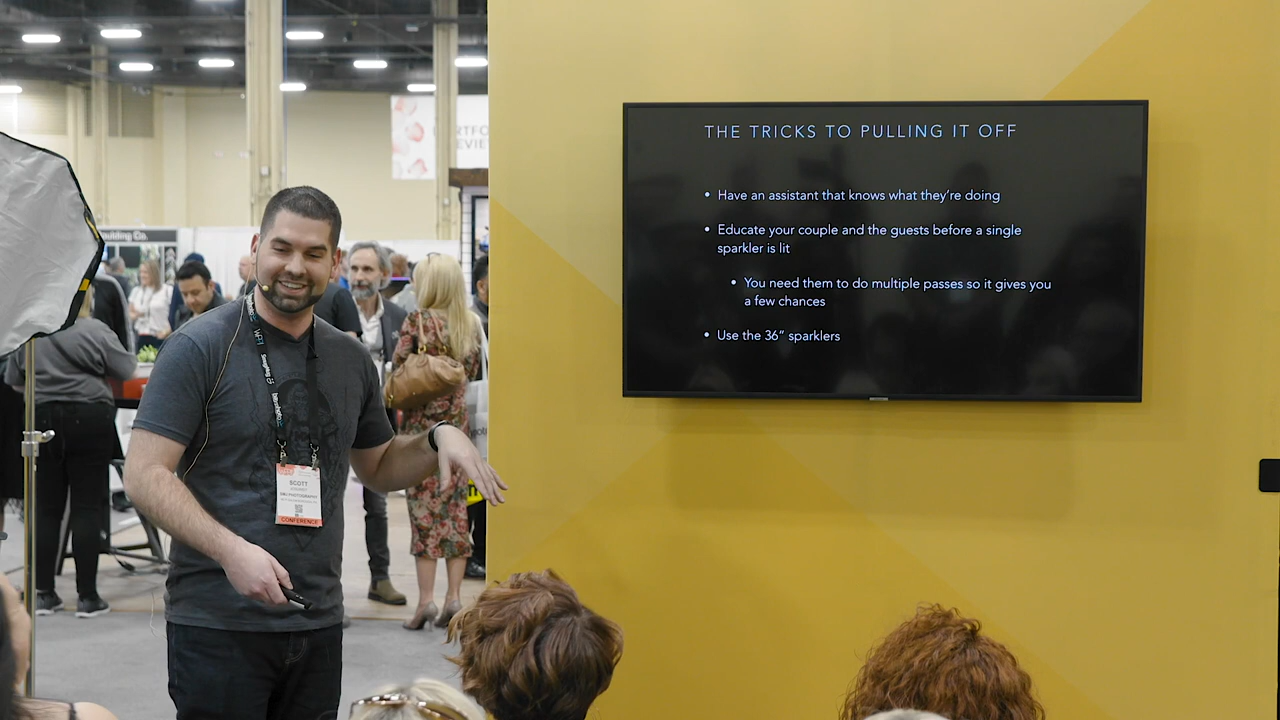 THE TRICKS TO PULLING IT OFF
• Have an assistant that knows what they're doing
• Educate your couple and the guests before a single
sparkler is lit
• You need them to do multiple passes so it gives you
a few chances
• Use the 36" sparklers
SCOTT
PHOTOGRAPHY
CONFERENCE
WPPI